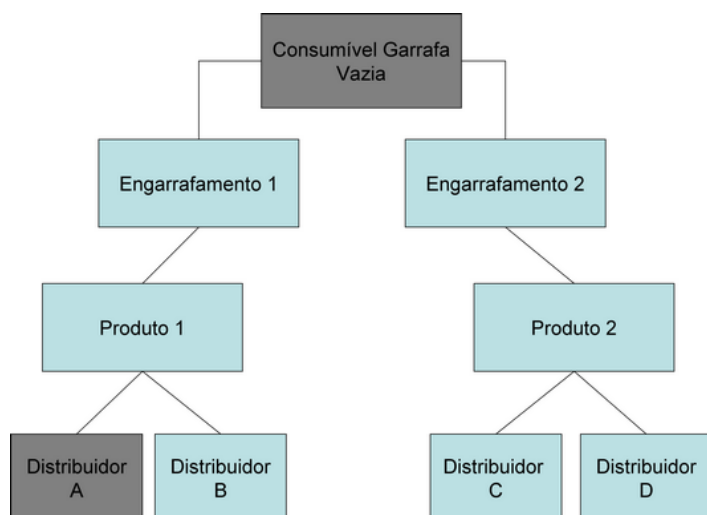 Consumível Garrafa
Vazia
Engarrafamento 1
Engarrafamento 2
Produto 1
Produto 2
Distribuidor
A
Distribuidor
B
Distribuidor
C
Distribuidor
D